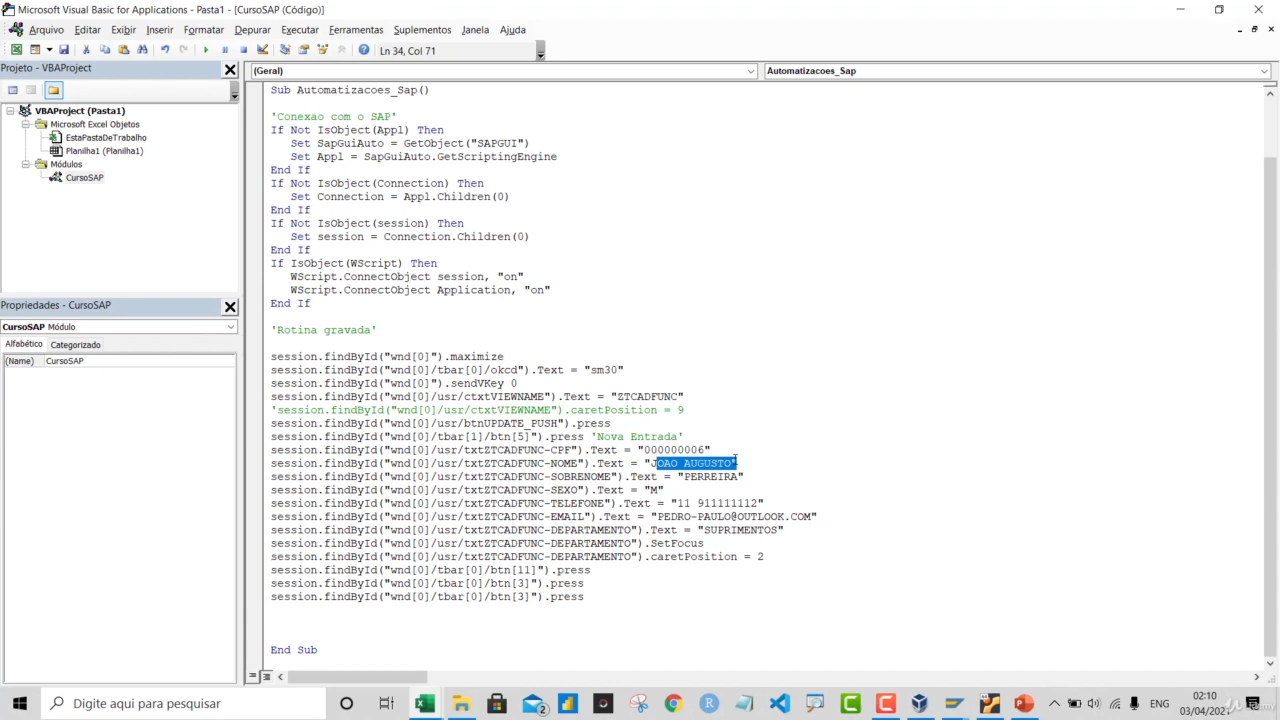 Microsoft Visual Basic for Applications - Pasta1 - [CursoSAP (Código)]
Arquivo Editar Exibir Inserir Formatar Depurar Executar Ferramentas Suplementos Janela Ajuda
Ln 34, Col 71
Projeto - VBAProject
(Geral)
Automatizacoes_Sap
VBAProject (Pasta1)
Microsoft Excel Objetos
EstaPastaDeTrabalho
Planilha1 (Planilha1)
Módulos
CursoSAP
Propriedades - CursoSAP
CursoSAP Módulo
Alfabético Categorizado
(Name) CursoSAP
Sub Automatizacoes_Sap()
'Conexao com o SAP'
If Not IsObject(Appl) Then
Set SapGuiAuto = GetObject("SAPGUI")
Set Appl = SapGuiAuto.GetScriptingEngine
End If
If Not IsObject(Connection) Then
Set Connection = Appl.Children(0)
End If
If Not IsObject(session) Then
Set session = Connection.Children(0)
End If
If IsObject(WScript) Then
WScript.ConnectObject session, "on"
WScript.ConnectObject Application, "on"
End If
'Rotina gravada'
session.findById("wnd[0]").maximize
session.findById("wnd[0]/tbar[0]/okcd").Text = "sm30"
session.findById("wnd[0]").sendVKey 0
session.findById("wnd[0]/usr/ctxtVIEWNAME").Text = "ZTCADFUNC"
'session.findById("wnd[0]/usr/ctxtVIEWNAME").caretPosition = 9
session.findById("wnd[0]/usr/btnUPDATE_PUSH").press
session.findById("wnd[0]/tbar[1]/btn[5]").press 'Nova Entrada'
session.findById("wnd[0]/usr/txtZTCADFUNC-CPF").Text = "000000006"
session.findById("wnd[0]/usr/txtZTCADFUNC-NOME").Text = "JOAO AUGUSTO"
session.findById("wnd[0]/usr/txtZTCADFUNC-SOBRENOME").Text = "PERREIRA"
session.findById("wnd[0]/usr/txtZTCADFUNC-SEXO").Text = "M"
session.findById("wnd[0]/usr/txtZTCADFUNC-TELEFONE").Text = "11 911111112"
session.findById("wnd[0]/usr/txtZTCADFUNC-EMAIL").Text = "PEDRO-PAULO@OUTLOOK.COM"
session.findById("wnd[0]/usr/txtZTCADFUNC-DEPARTAMENTO").Text = "SUPRIMENTOS"
session.findById("wnd[0]/usr/txtZTCADFUNC-DEPARTAMENTO").SetFocus
session.findById("wnd[0]/usr/txtZTCADFUNC-DEPARTAMENTO").caretPosition = 2
session.findById("wnd[0]/tbar[0]/btn[11]").press
session.findById("wnd[0]/tbar[0]/btn[3]").press
session.findById("wnd[0]/tbar[0]/btn[3]").press
End Sub
Digite aqui para pesquisar
2
R
ENG
02:10
03/04/2021